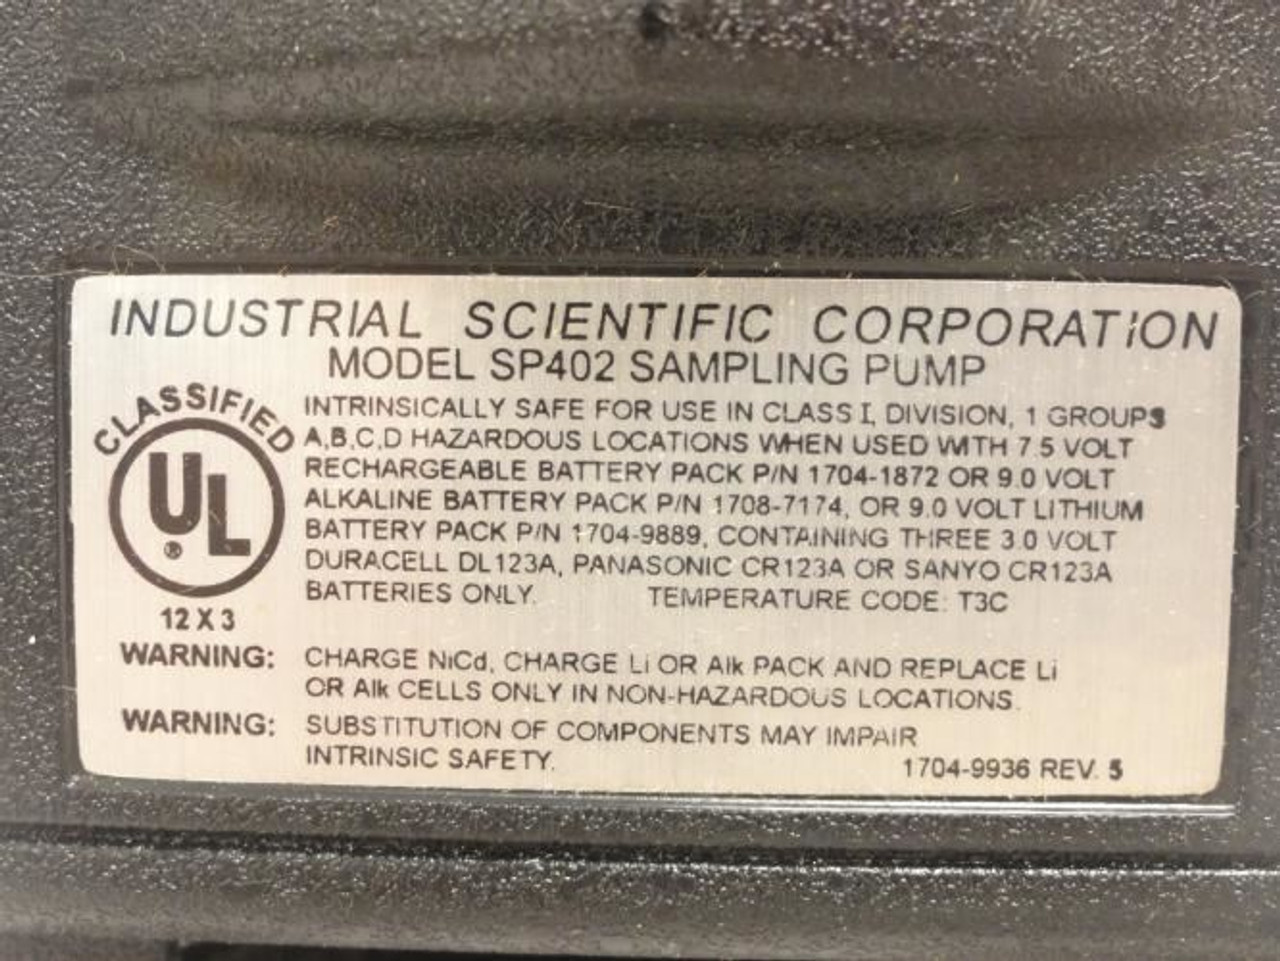 INDUSTRIAL SCIENTIFIC CORPORATION
MODEL SP402 SAMPLING PUMP
CLASSIFIED
UL
®
12 X 3
INTRINSICALLY SAFE FOR USE IN CLASS I, DIVISION, 1 GROUPS
A,B,C,D HAZARDOUS LOCATIONS WHEN USED WITH 7.5 VOLT
RECHARGEABLE BATTERY PACK P/N 1704-1872 OR 9.0 VOLT
ALKALINE BATTERY PACK P/N 1708-7174, OR 9.0 VOLT LITHIUM
BATTERY PACK P/N 1704-9889, CONTAINING THREE 3.0 VOLT
DURACELL DL123A, PANASONIC CR123A OR SANYO CR123A
BATTERIES ONLY. TEMPERATURE CODE: T3C
WARNING: CHARGE NiCd, CHARGE Li OR Alk PACK AND REPLACE Li
OR Alk CELLS ONLY IN NON-HAZARDOUS LOCATIONS.
WARNING: SUBSTITUTION OF COMPONENTS MAY IMPAIR
INTRINSIC SAFETY.
1704-9936 REV. 5